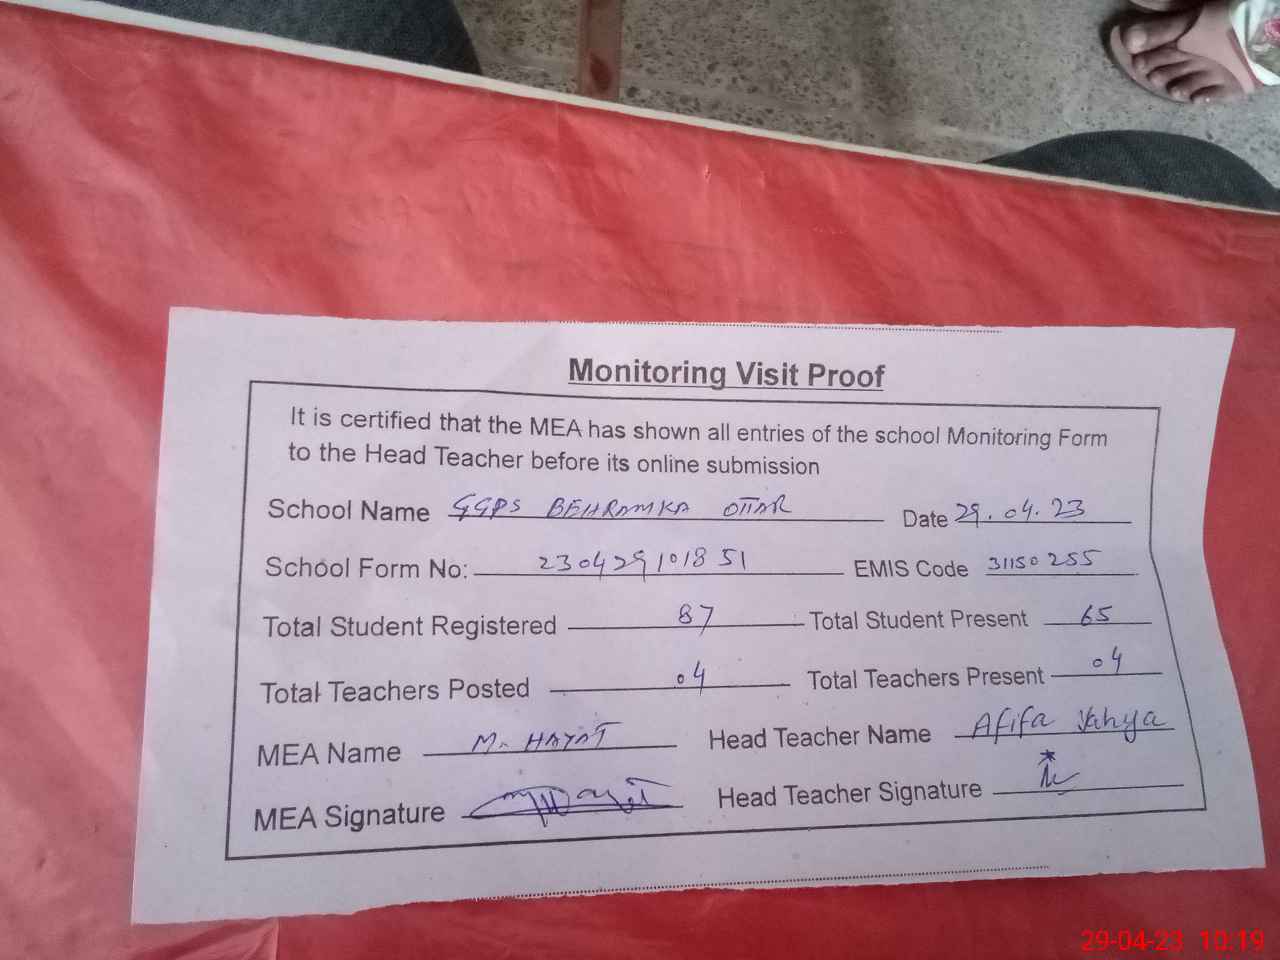 Monitoring Visit Proof
It is certified that the MEA has shown all entries of the school Monitoring Form
to the Head Teacher before its online submission
School Name GGPS BEHRAMKA OTTAR Date 29.04.23
School Form No: 230429101851 EMIS Code 31150255
Total Student Registered 87 Total Student Present 65
Total Teachers Posted 04 Total Teachers Present 04
MEA Name M. HAYAT Head Teacher Name Afifa Yahya
MEA Signature Head Teacher Signature
29-04-23 10:19